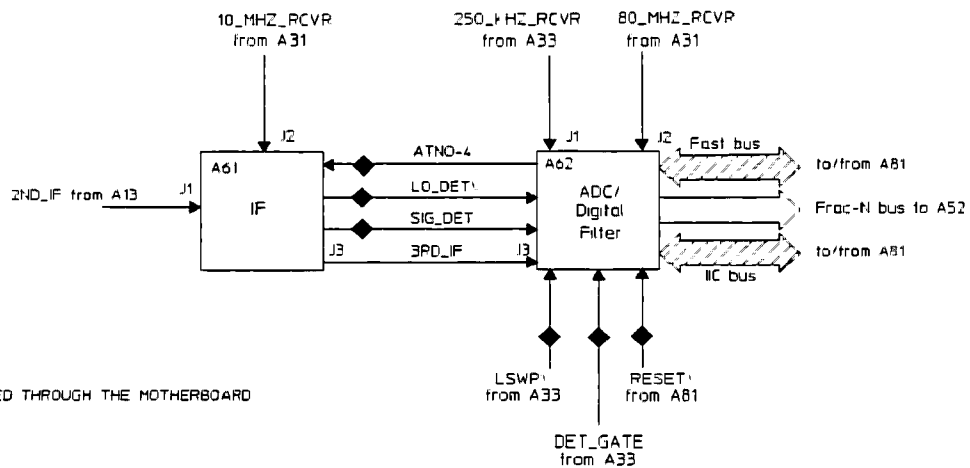 10_MHZ_RCVR
from A31
250_kHZ_RCVR
from A33
80_MHZ_RCVR
from A31
J2
J1
J2
A61
IF
ATN0-4
A62
ADC/
Digital
Filter
Fast bus
to/from A81
2ND_IF from A13
J1
LO_DET\
Frac-N bus to A52
SIG_DET
J3
3RD_IF
J3
to/from A81
IIC bus
LSWP\
from A33
RESET\
from A81
ED THROUGH THE MOTHERBOARD
DET_GATE
from A33